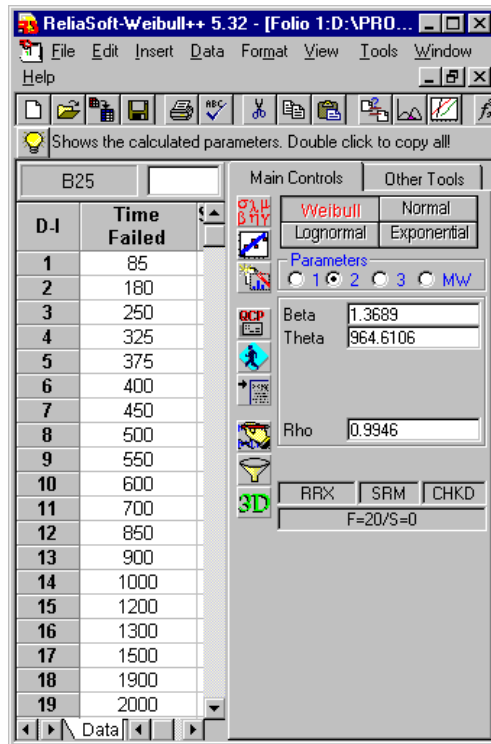 ReliaSoft-Weibull++ 5.32 - [Folio 1:D:\PRO...
File Edit Insert Data Format View Tools Window
Help
ABC
Shows the calculated parameters. Double click to copy all!
B25
Main Controls Other Tools
D-I Time Failed S
σλμ
βηγ
Weibull Normal
Lognormal Exponential
Parameters
1 2 3 MW
QCP
Beta 1.3689
Theta 964.6106
Rho 0.9946
3D
RRX SRM CHKD
F=20/S=0
1 85
2 180
3 250
4 325
5 375
6 400
7 450
8 500
9 550
10 600
11 700
12 850
13 900
14 1000
15 1200
16 1300
17 1500
18 1900
19 2000
Data